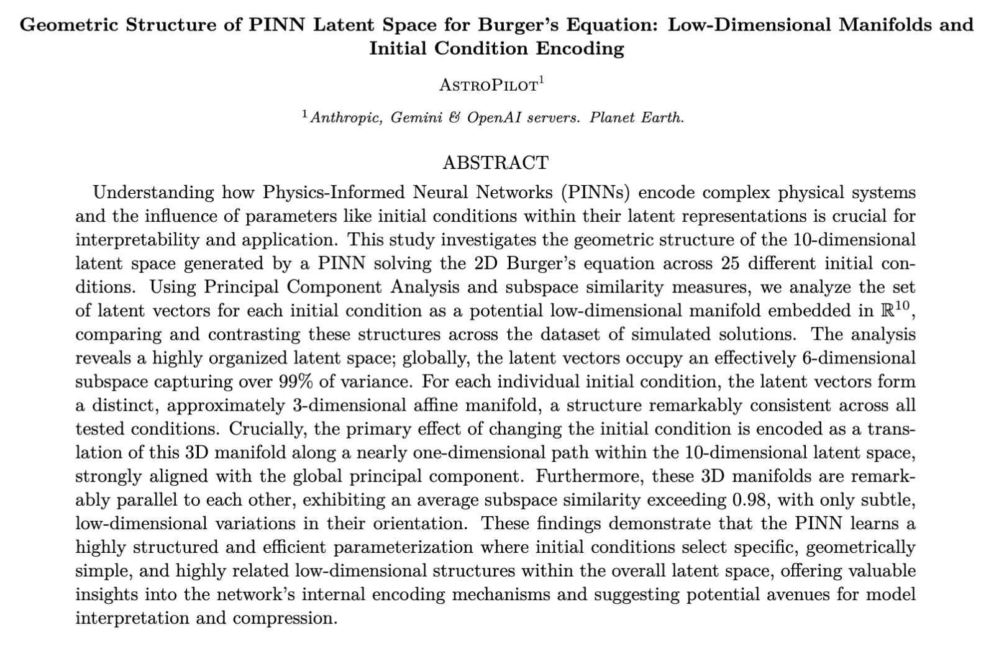 Geometric Structure of PINN Latent Space for Burger's Equation: Low-Dimensional Manifolds and
Initial Condition Encoding
AstroPilot¹
¹ Anthropic, Gemini & OpenAI servers. Planet Earth.
ABSTRACT
Understanding how Physics-Informed Neural Networks (PINNs) encode complex physical systems
and the influence of parameters like initial conditions within their latent representations is crucial for
interpretability and application. This study investigates the geometric structure of the 10-dimensional
latent space generated by a PINN solving the 2D Burger's equation across 25 different initial con-
ditions. Using Principal Component Analysis and subspace similarity measures, we analyze the set
of latent vectors for each initial condition as a potential low-dimensional manifold embedded in ℝ¹⁰,
comparing and contrasting these structures across the dataset of simulated solutions. The analysis
reveals a highly organized latent space; globally, the latent vectors occupy an effectively 6-dimensional
subspace capturing over 99% of variance. For each individual initial condition, the latent vectors form
a distinct, approximately 3-dimensional affine manifold, a structure remarkably consistent across all
tested conditions. Crucially, the primary effect of changing the initial condition is encoded as a trans-
lation of this 3D manifold along a nearly one-dimensional path within the 10-dimensional latent space,
strongly aligned with the global principal component. Furthermore, these 3D manifolds are remark-
ably parallel to each other, exhibiting an average subspace similarity exceeding 0.98, with only subtle,
low-dimensional variations in their orientation. These findings demonstrate that the PINN learns a
highly structured and efficient parameterization where initial conditions select specific, geometrically
simple, and highly related low-dimensional structures within the overall latent space, offering valuable
insights into the network's internal encoding mechanisms and suggesting potential avenues for model
interpretation and compression.